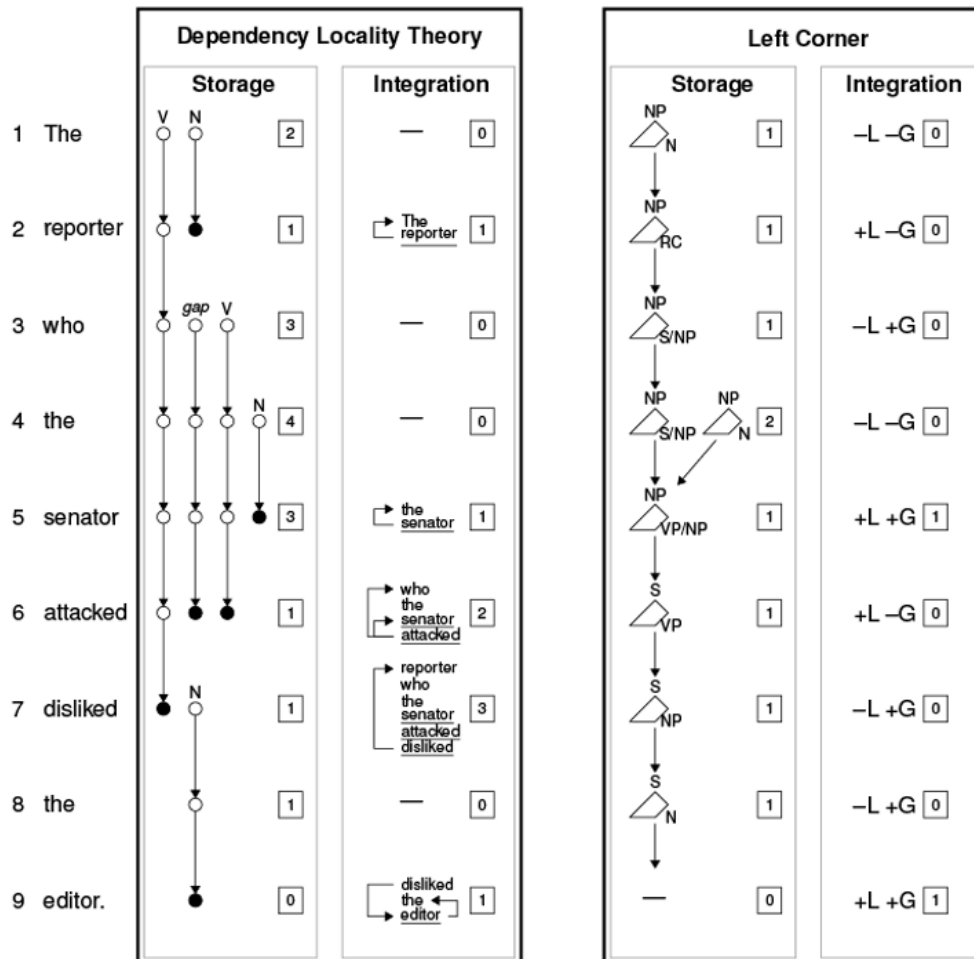 Dependency Locality Theory Left Corner
Storage Integration Storage Integration
V N NP
1 The 2 — 0 N 1 –L –G 0
The NP
2 reporter 1 reporter 1 RC 1 +L –G 0
gap V NP
3 who 3 — 0 S/NP 1 –L +G 0
N NP NP
4 the 4 — 0 S/NP N 2 –L –G 0
the NP
5 senator 3 senator 1 VP/NP 1 +L +G 1
who
the S
6 attacked 1 senator 2 VP 1 +L –G 0
attacked
reporter
who
N the S
7 disliked 1 senator 3 NP 1 –L +G 0
attacked
disliked
S
8 the 1 — 0 N 1 –L +G 0
disliked
9 editor. 0 the 1 — 0 +L +G 1
editor